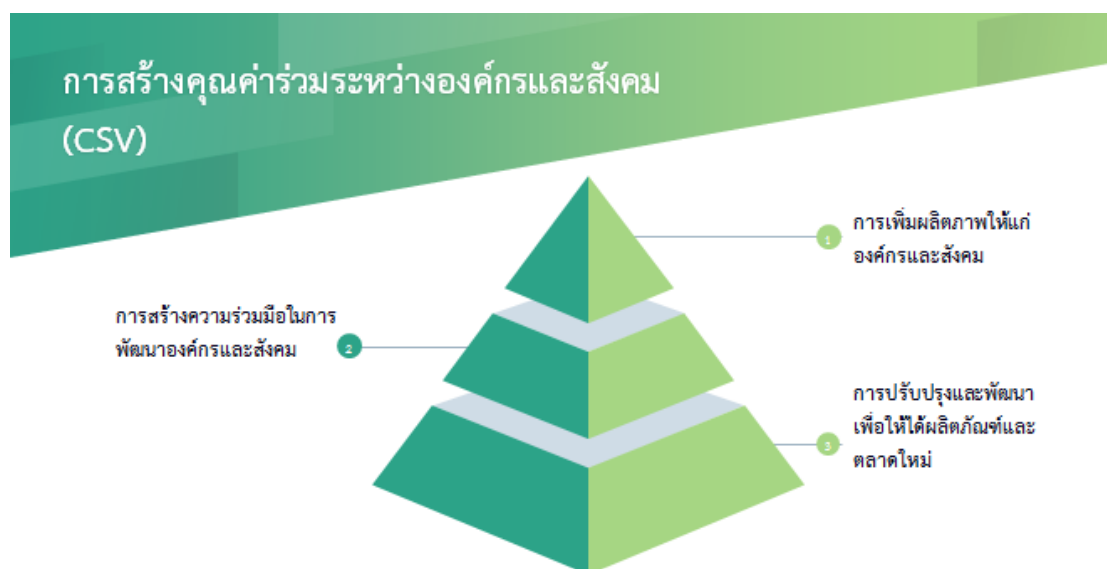 การสร้างคุณค่าร่วมระหว่างองค์กรและสังคม
(CSV)
1
การเพิ่มผลิตภาพให้แก่
องค์กรและสังคม
การสร้างความร่วมมือในการ
พัฒนาองค์กรและสังคม
2
การปรับปรุงและพัฒนา
เพื่อให้ได้ผลิตภัณฑ์และ
ตลาดใหม่
3